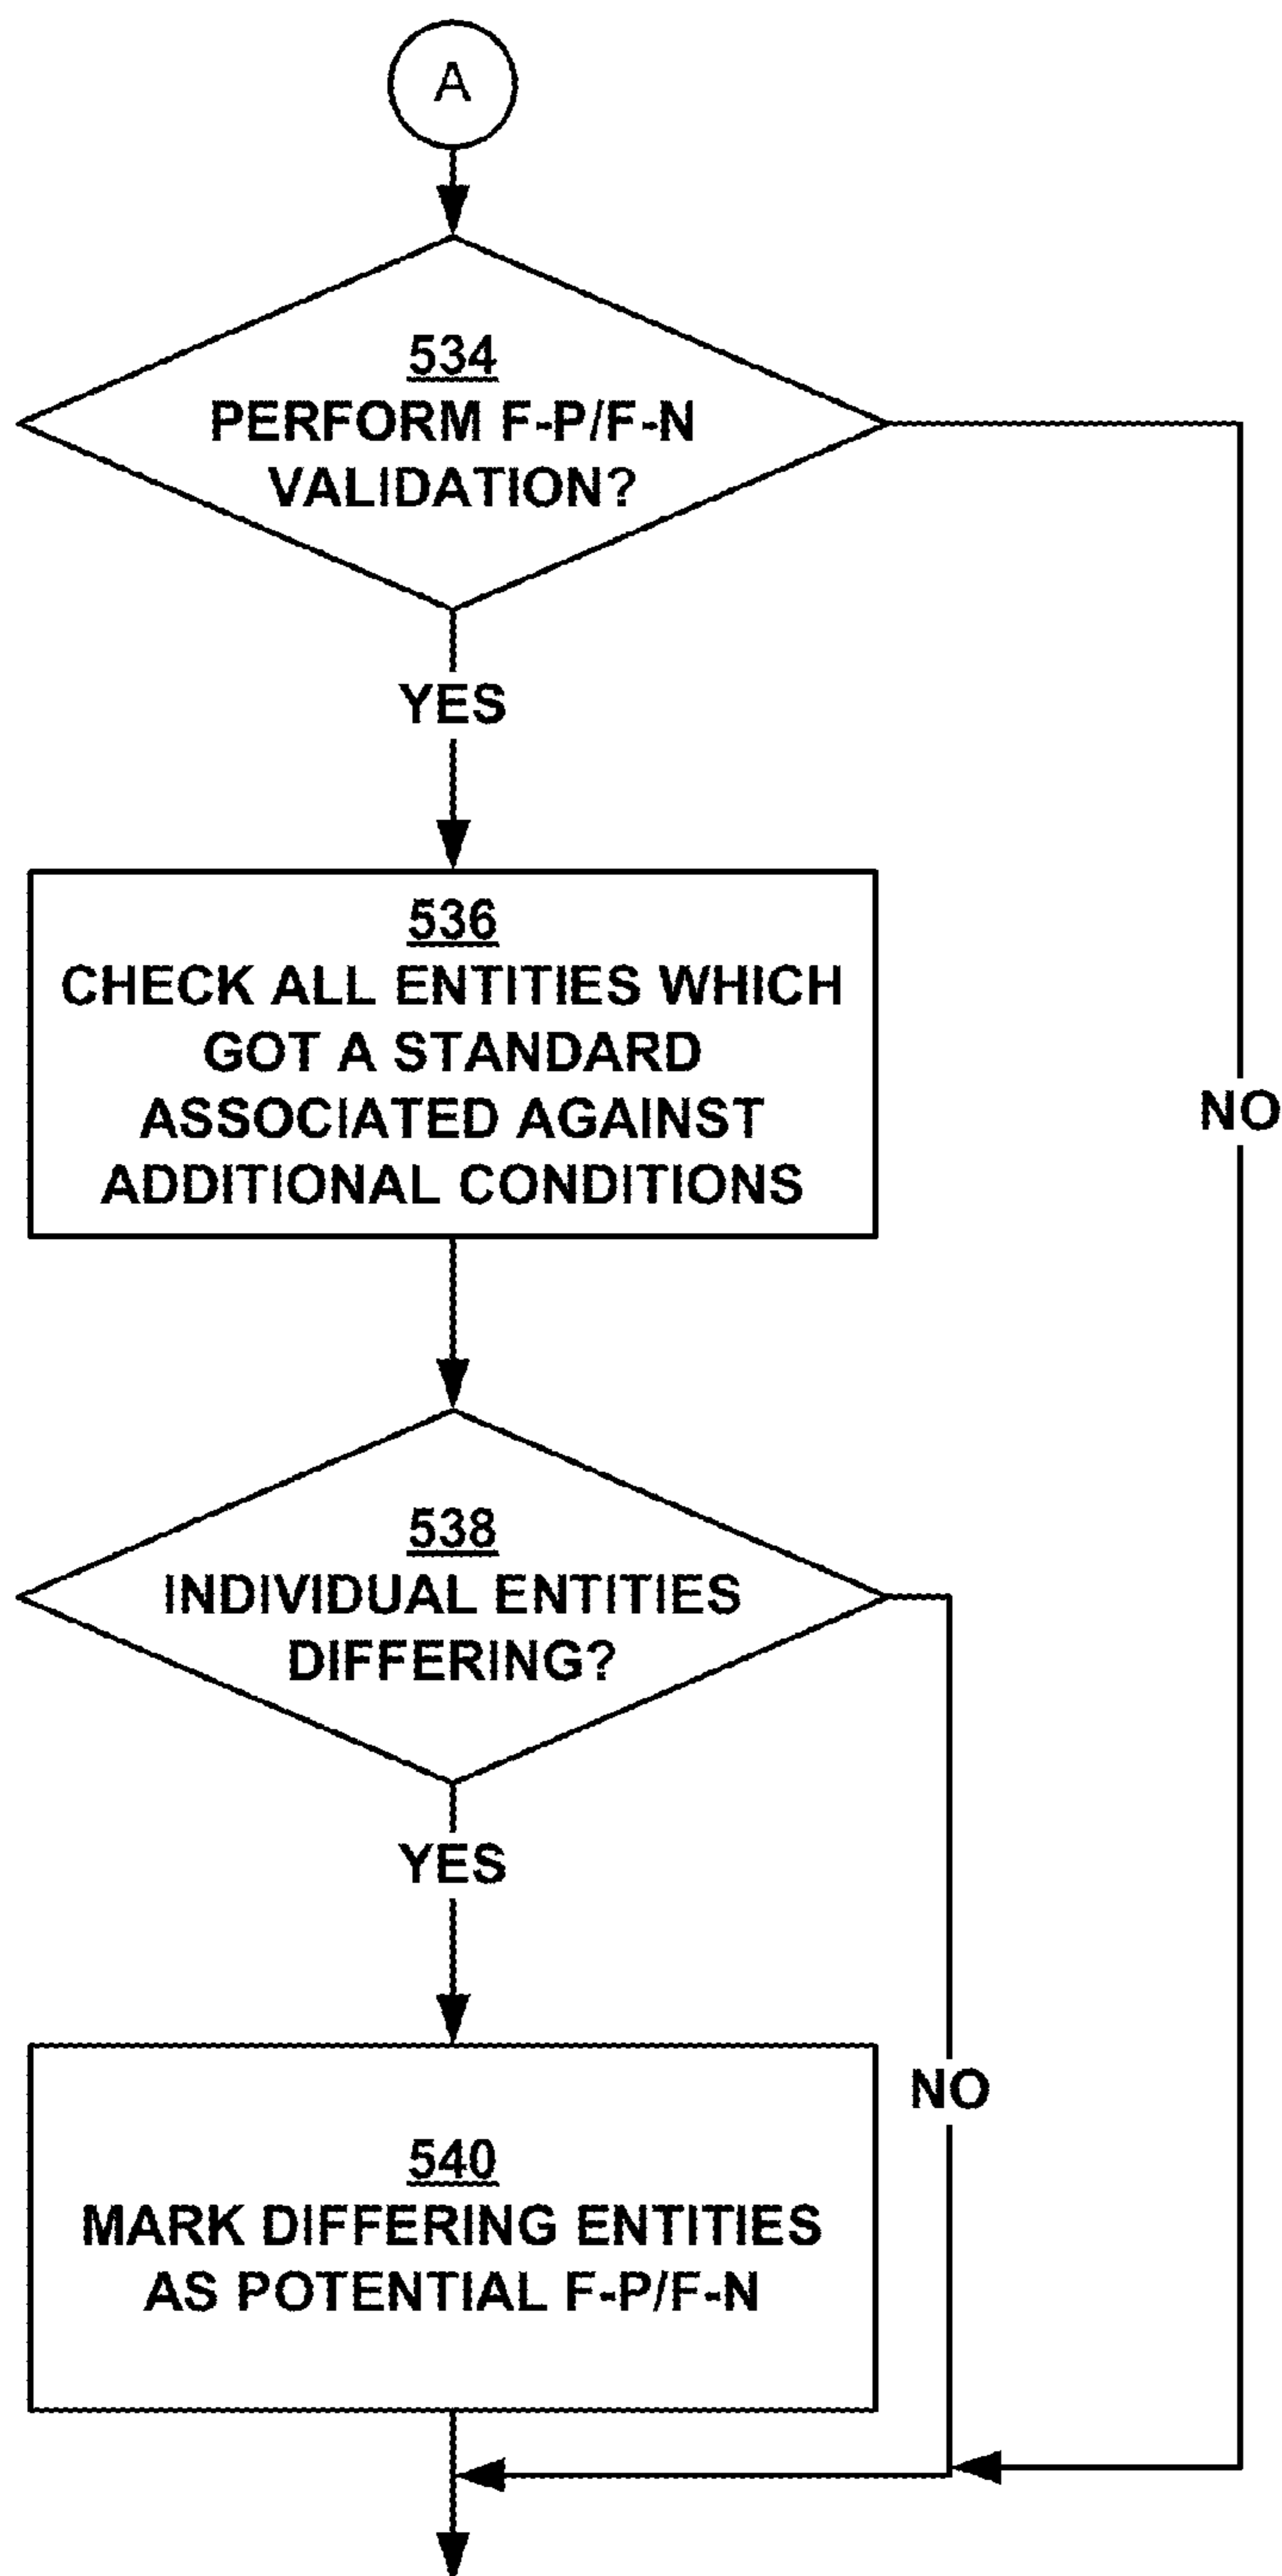 A
534
PERFORM F-P/F-N
VALIDATION?
YES
536
CHECK ALL ENTITIES WHICH
GOT A STANDARD
ASSOCIATED AGAINST
ADDITIONAL CONDITIONS
NO
538
INDIVIDUAL ENTITIES
DIFFERING?
YES
NO
540
MARK DIFFERING ENTITIES
AS POTENTIAL F-P/F-N